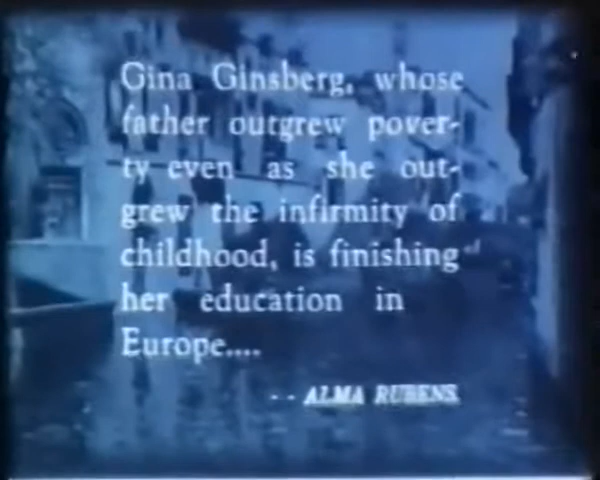 Gina Ginsberg, whose
father outgrew pover-
ty even as she out-
grew the infirmity of
childhood, is finishing
her education in
Europe....
-- ALMA RUBENS.